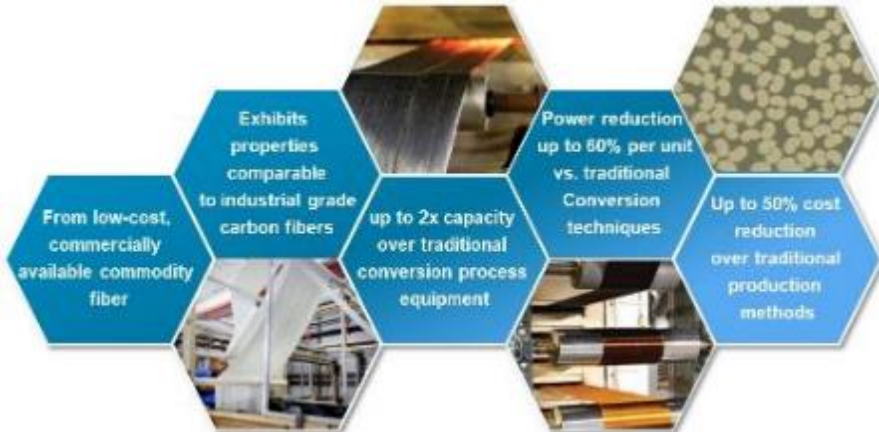 From low-cost,
commercially
available commodity
fiber
Exhibits
properties
comparable
to industrial grade
carbon fibers
up to 2x capacity
over traditional
conversion process
equipment
Power reduction
up to 60% per unit
vs. traditional
Conversion
techniques
Up to 50% cost
reduction
over traditional
production
methods